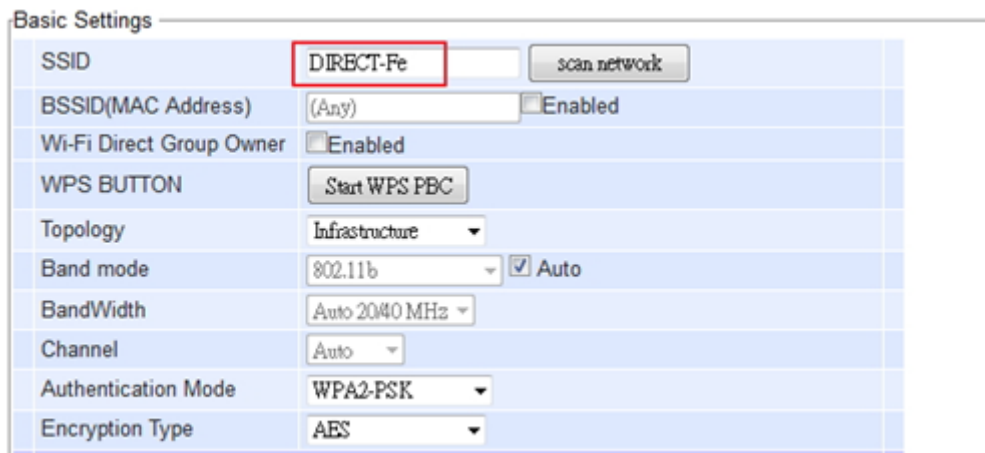 Basic Settings
SSID DIRECT-Fe scan network
BSSID(MAC Address) (Any) Enabled
Wi-Fi Direct Group Owner Enabled
WPS BUTTON Start WPS PBC
Topology Infrastructure
Band mode 802.11b Auto
BandWidth Auto 20/40 MHz
Channel Auto
Authentication Mode WPA2-PSK
Encryption Type AES